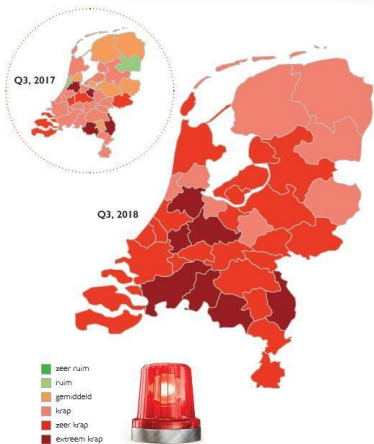 Q3, 2017
Q3, 2018
zeer ruim
ruim
gemiddeld
krap
zeer krap
extreem krap